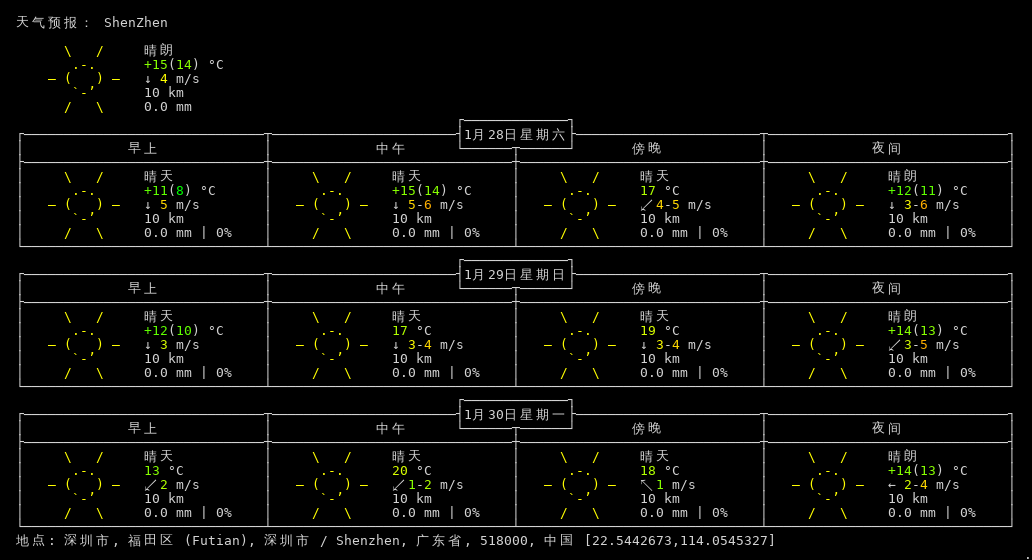 天气预报： ShenZhen
晴朗
+15(14) °C
↓ 4 m/s
10 km
0.0 mm
1月28日星期六
早上 中午 傍晚 夜间
晴天 晴天 晴天 晴朗
+11(8) °C +15(14) °C 17 °C +12(11) °C
↓ 5 m/s ↓ 5-6 m/s ↙ 4-5 m/s ↓ 3-6 m/s
10 km 10 km 10 km 10 km
0.0 mm | 0% 0.0 mm | 0% 0.0 mm | 0% 0.0 mm | 0%
1月29日星期日
早上 中午 傍晚 夜间
晴天 晴天 晴天 晴朗
+12(10) °C 17 °C 19 °C +14(13) °C
↓ 3 m/s ↓ 3-4 m/s ↓ 3-4 m/s ↙ 3-5 m/s
10 km 10 km 10 km 10 km
0.0 mm | 0% 0.0 mm | 0% 0.0 mm | 0% 0.0 mm | 0%
1月30日星期一
早上 中午 傍晚 夜间
晴天 晴天 晴天 晴朗
13 °C 20 °C 18 °C +14(13) °C
↙ 2 m/s ↙ 1-2 m/s ↖ 1 m/s ← 2-4 m/s
10 km 10 km 10 km 10 km
0.0 mm | 0% 0.0 mm | 0% 0.0 mm | 0% 0.0 mm | 0%
地点: 深圳市, 福田区 (Futian), 深圳市 / Shenzhen, 广东省, 518000, 中国 [22.5442673,114.0545327]